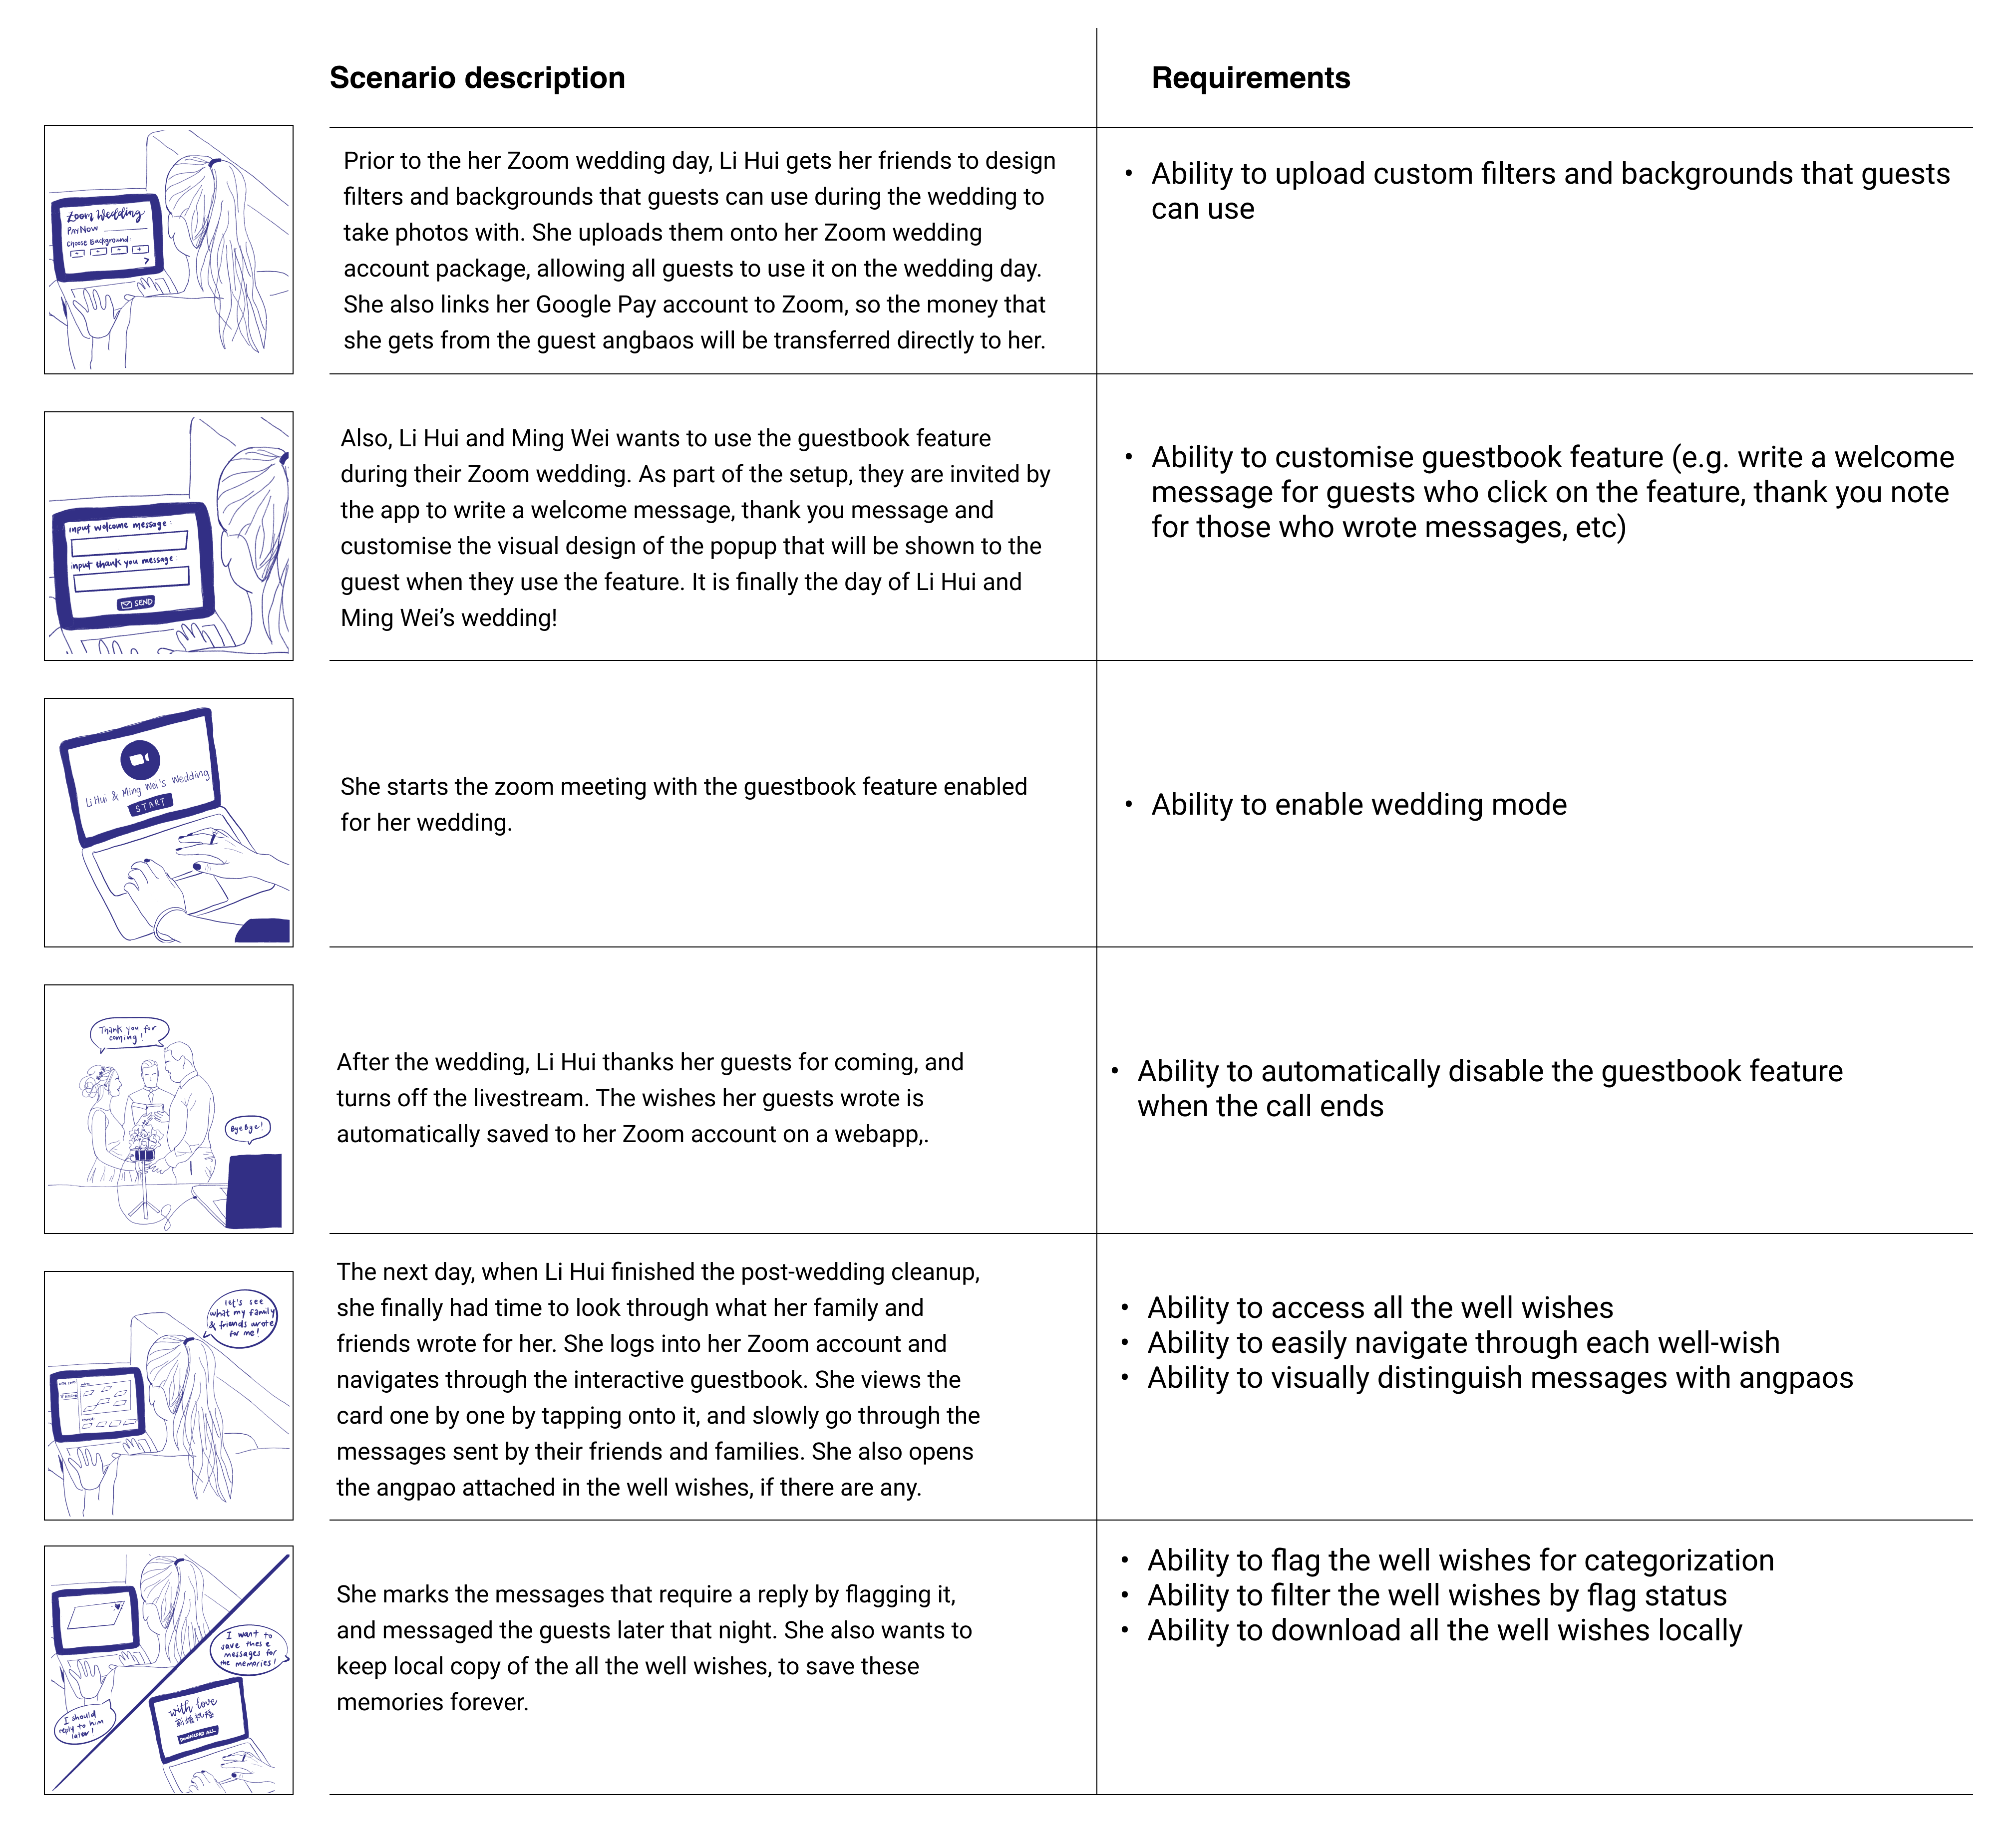 Scenario description
Requirements
Zoom Wedding
PayNow
Choose Background
Prior to the her Zoom wedding day, Li Hui gets her friends to design
filters and backgrounds that guests can use during the wedding to
take photos with. She uploads them onto her Zoom wedding
account package, allowing all guests to use it on the wedding day.
She also links her Google Pay account to Zoom, so the money that
she gets from the guest angbaos will be transferred directly to her.
• Ability to upload custom filters and backgrounds that guests
can use
input welcome message:
input thank you message:
SEND
Also, Li Hui and Ming Wei wants to use the guestbook feature
during their Zoom wedding. As part of the setup, they are invited by
the app to write a welcome message, thank you message and
customise the visual design of the popup that will be shown to the
guest when they use the feature. It is finally the day of Li Hui and
Ming Wei’s wedding!
• Ability to customise guestbook feature (e.g. write a welcome
message for guests who click on the feature, thank you note
for those who wrote messages, etc)
Li Hui & Ming Wei's Wedding
START
She starts the zoom meeting with the guestbook feature enabled
for her wedding.
• Ability to enable wedding mode
Thank you for
coming!
Bye Bye!
After the wedding, Li Hui thanks her guests for coming, and
turns off the livestream. The wishes her guests wrote is
automatically saved to her Zoom account on a webapp,.
• Ability to automatically disable the guestbook feature
when the call ends
let's see
what my family
& friends wrote
for me!
The next day, when Li Hui finished the post-wedding cleanup,
she finally had time to look through what her family and
friends wrote for her. She logs into her Zoom account and
navigates through the interactive guestbook. She views the
card one by one by tapping onto it, and slowly go through the
messages sent by their friends and families. She also opens
the angpao attached in the well wishes, if there are any.
• Ability to access all the well wishes
• Ability to easily navigate through each well-wish
• Ability to visually distinguish messages with angpaos
I want to
save these
messages for
the memories!
I should
reply to him
later!
with love
DOWNLOAD ALL
She marks the messages that require a reply by flagging it,
and messaged the guests later that night. She also wants to
keep local copy of the all the well wishes, to save these
memories forever.
• Ability to flag the well wishes for categorization
• Ability to filter the well wishes by flag status
• Ability to download all the well wishes locally